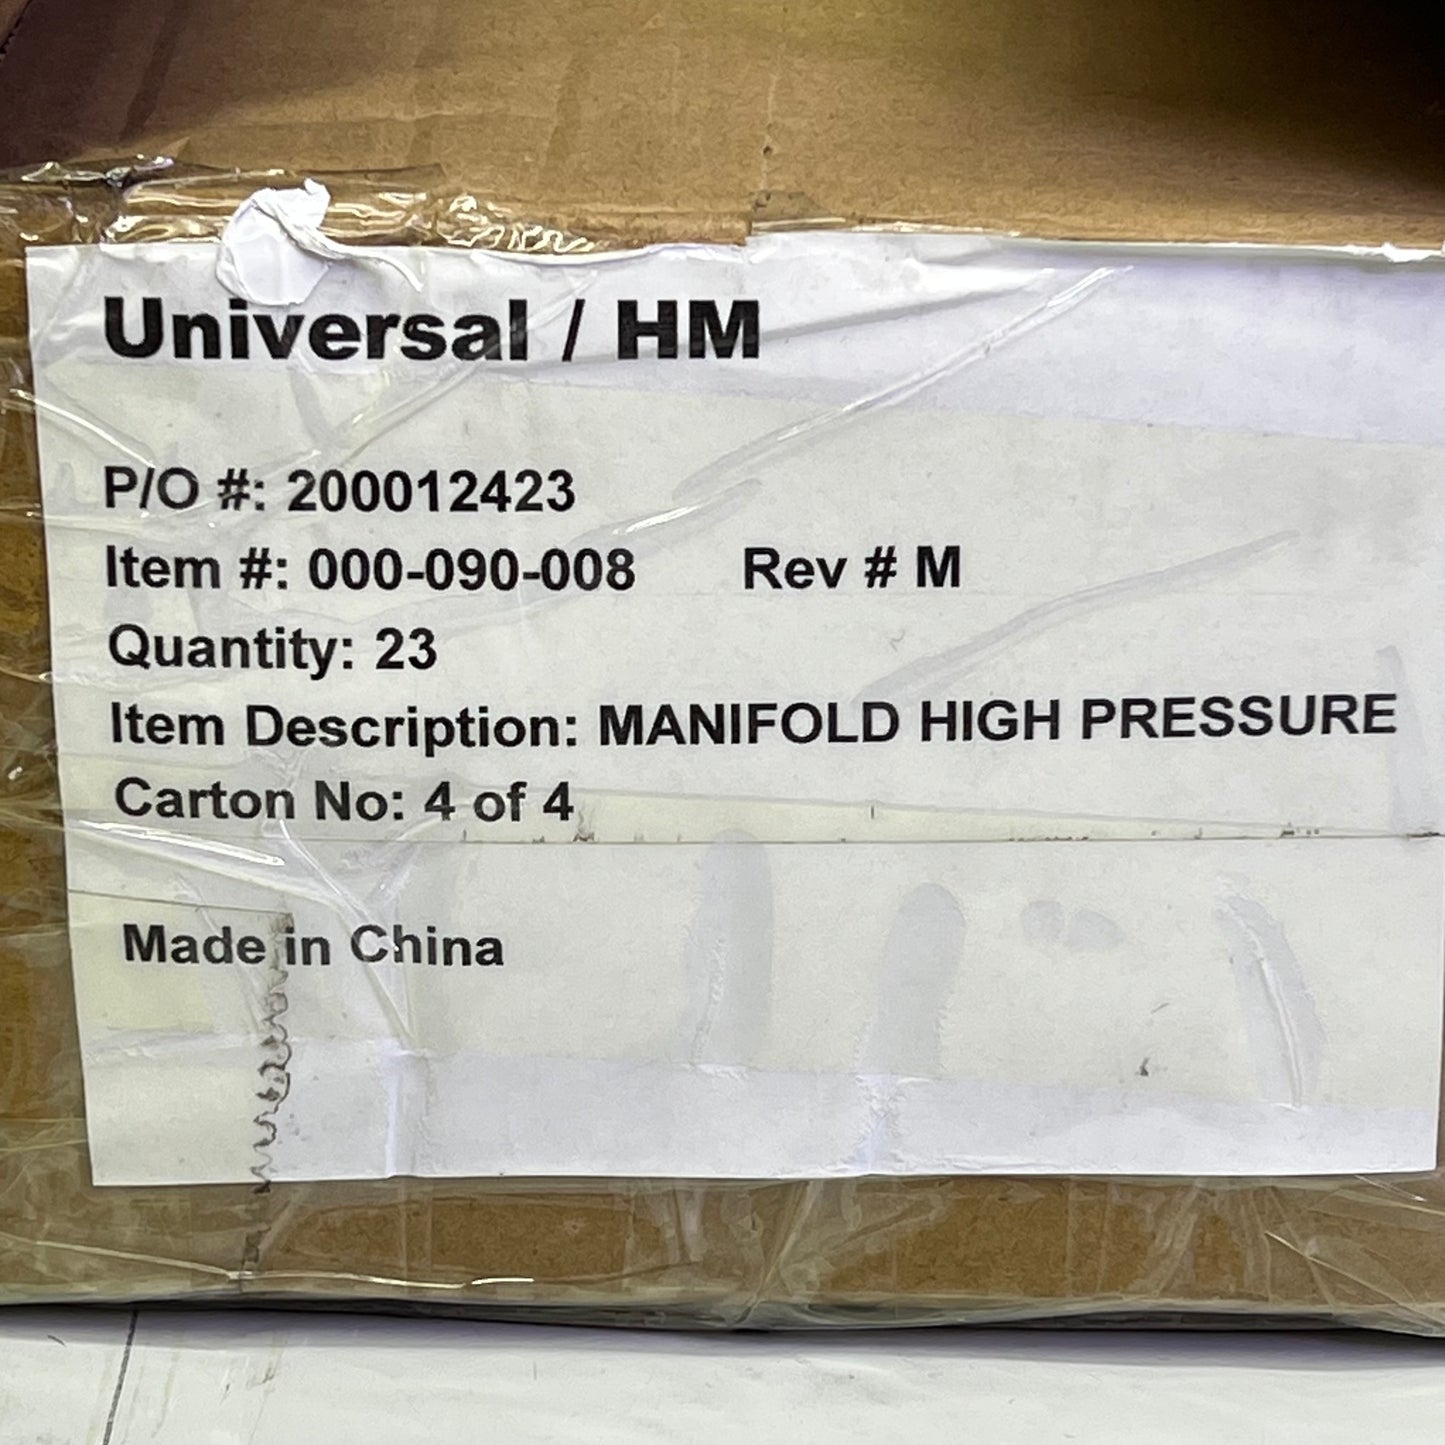 Universal / HM
P/O #: 200012423
Item #: 000-090-008 Rev # M
Quantity: 23
Item Description: MANIFOLD HIGH PRESSURE
Carton No: 4 of 4
Made in China